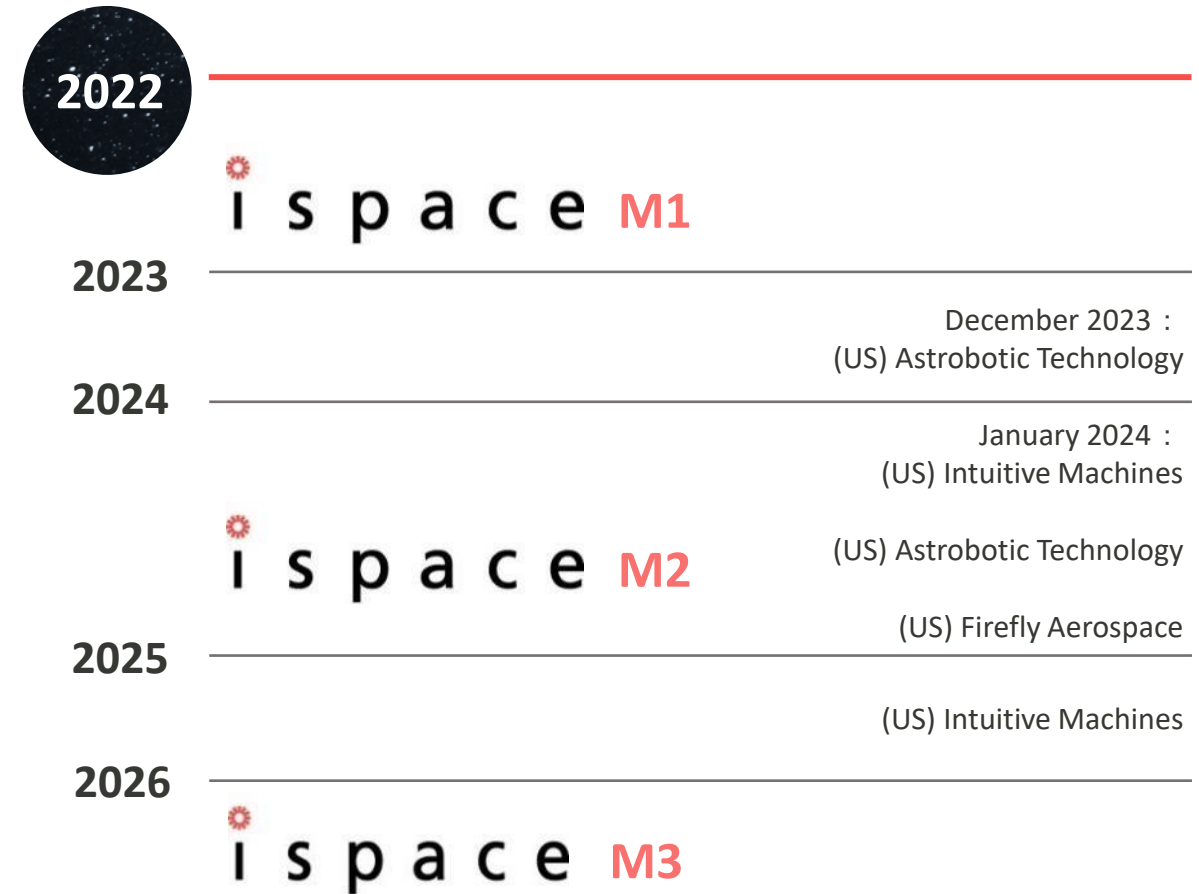 2022
ispace M1
2023
December 2023：
(US) Astrobotic Technology
2024
January 2024：
(US) Intuitive Machines
ispace M2
(US) Astrobotic Technology
(US) Firefly Aerospace
2025
(US) Intuitive Machines
2026
ispace M3